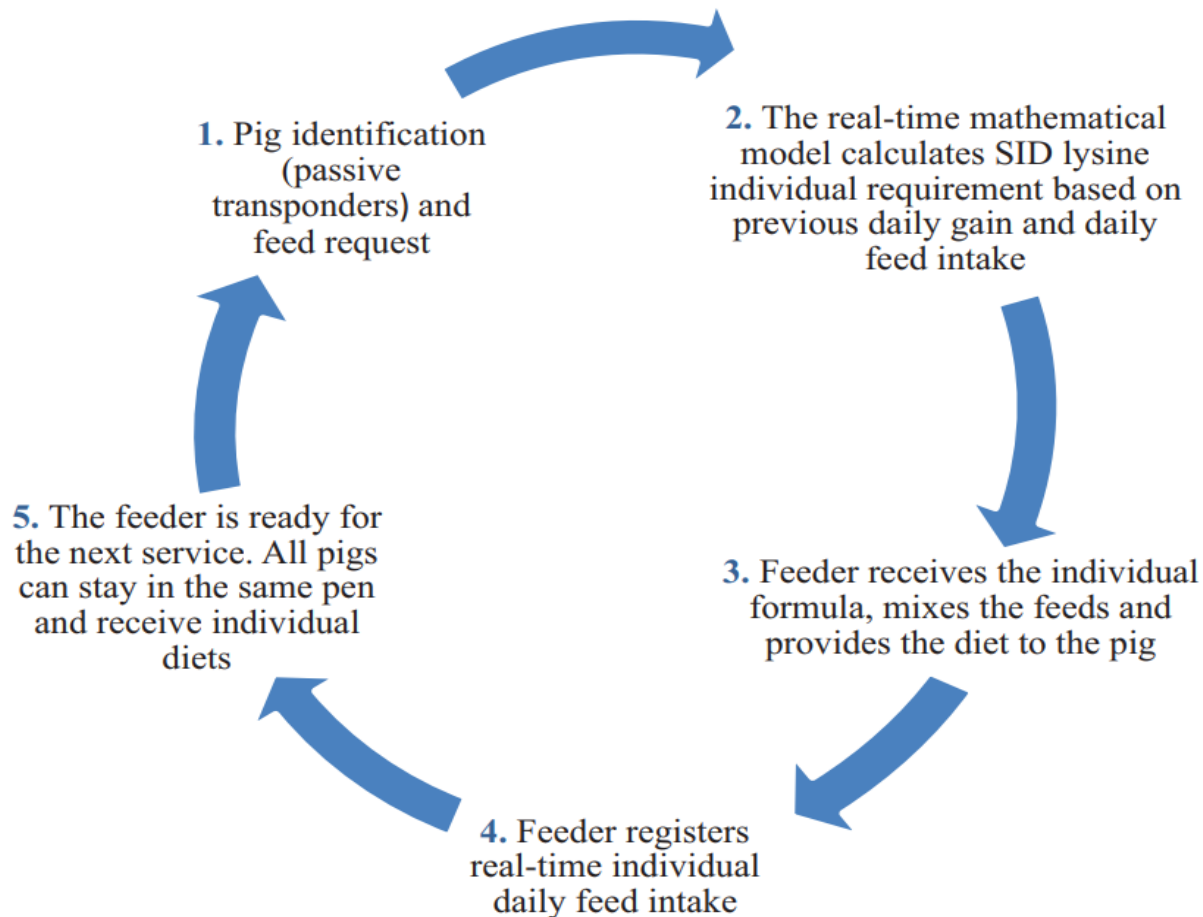 1. Pig identification
(passive
transponders) and
feed request
2. The real-time mathematical
model calculates SID lysine
individual requirement based on
previous daily gain and daily
feed intake
3. Feeder receives the individual
formula, mixes the feeds and
provides the diet to the pig
4. Feeder registers
real-time individual
daily feed intake
5. The feeder is ready for
the next service. All pigs
can stay in the same pen
and receive individual
diets